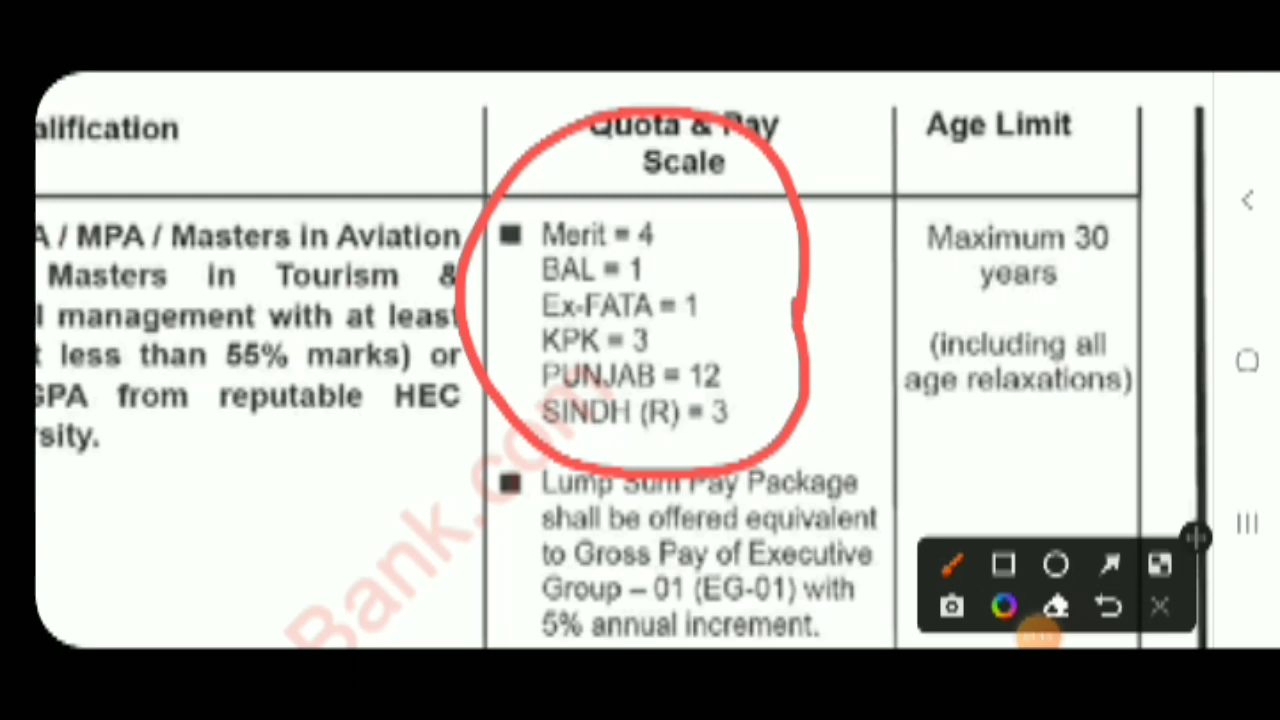 alification
Quota & Pay
Scale
Age Limit
A / MPA / Masters in Aviation
Masters in Tourism &
l management with at least
t less than 55% marks) or
GPA from reputable HEC
rsity.
Merit = 4
BAL = 1
Ex-FATA = 1
KPK = 3
PUNJAB = 12
SINDH (R) = 3
Lump Sum Pay Package
shall be offered equivalent
to Gross Pay of Executive
Group – 01 (EG-01) with
5% annual increment.
Maximum 30
years
(including all
age relaxations)
Bank.com